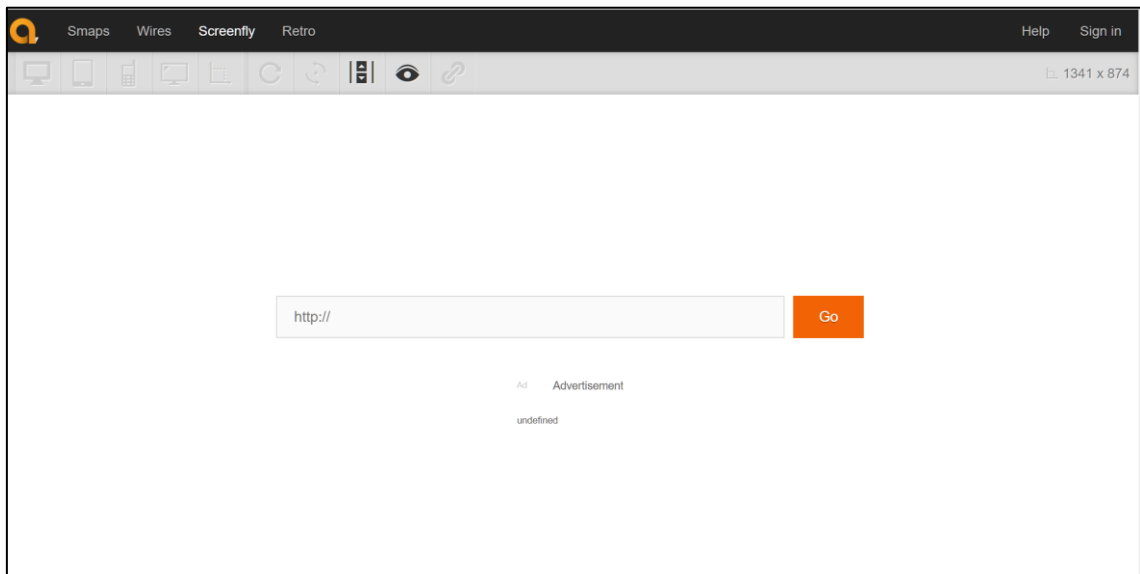 Smaps Wires Screenfly Retro Help Sign in
1341 x 874
http:// Go
Ad Advertisement
undefined